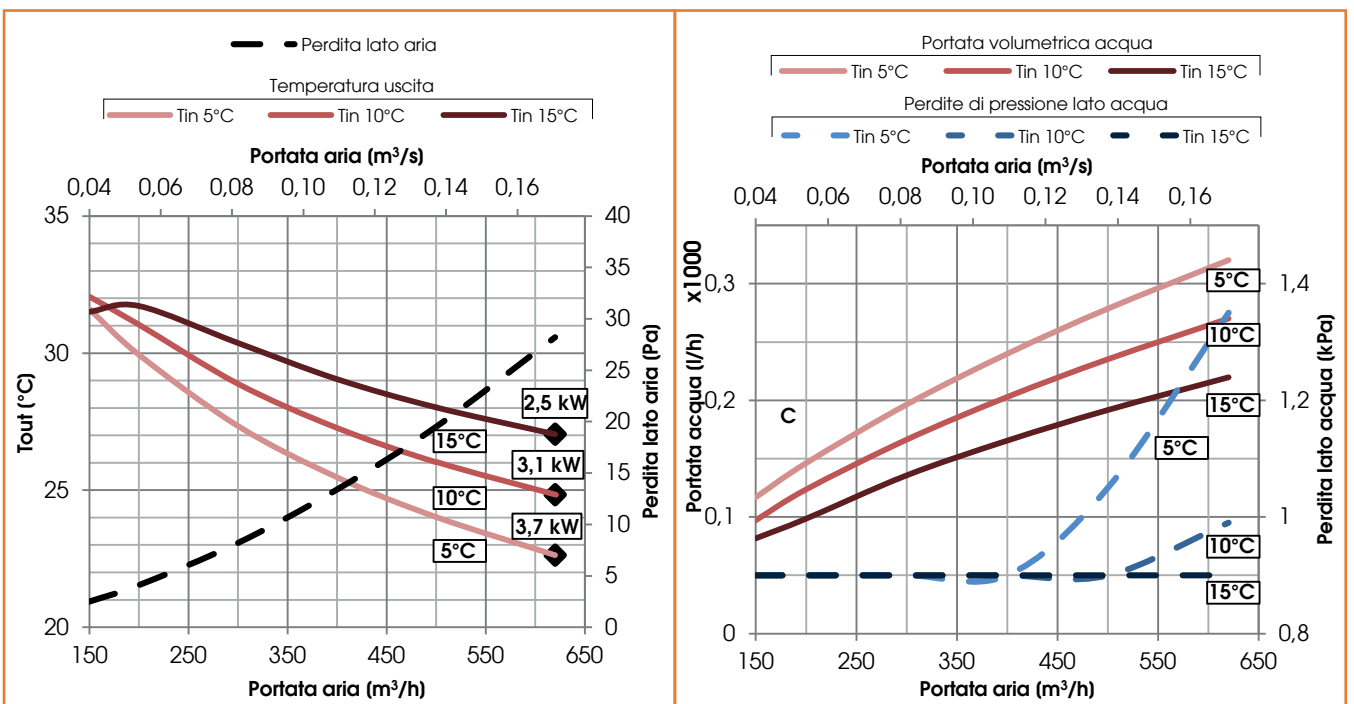 Perdita lato aria
Temperatura uscita
Tin 5°C Tin 10°C Tin 15°C
Portata aria (m³/s)
0,04 0,06 0,08 0,10 0,12 0,14 0,16
35 40
35
30 30
25
2,5 kW
20
15°C
3,1 kW
25 15
10°C
3,7 kW
10
5°C
5
20 0
150 250 350 450 550 650
Portata aria (m³/h)
Tout (°C)
Perdita lato aria (Pa)
Portata volumetrica acqua
Tin 5°C Tin 10°C Tin 15°C
Perdite di pressione lato acqua
Tin 5°C Tin 10°C Tin 15°C
Portata aria (m³/s)
0,04 0,06 0,08 0,10 0,12 0,14 0,16
x1000
0,3 5°C 1,4
10°C
0,2 C 15°C 1,2
5°C
0,1 1
10°C
15°C
0 0,8
150 250 350 450 550 650
Portata aria (m³/h)
Portata acqua (l/h)
Perdita lato acqua (kPa)